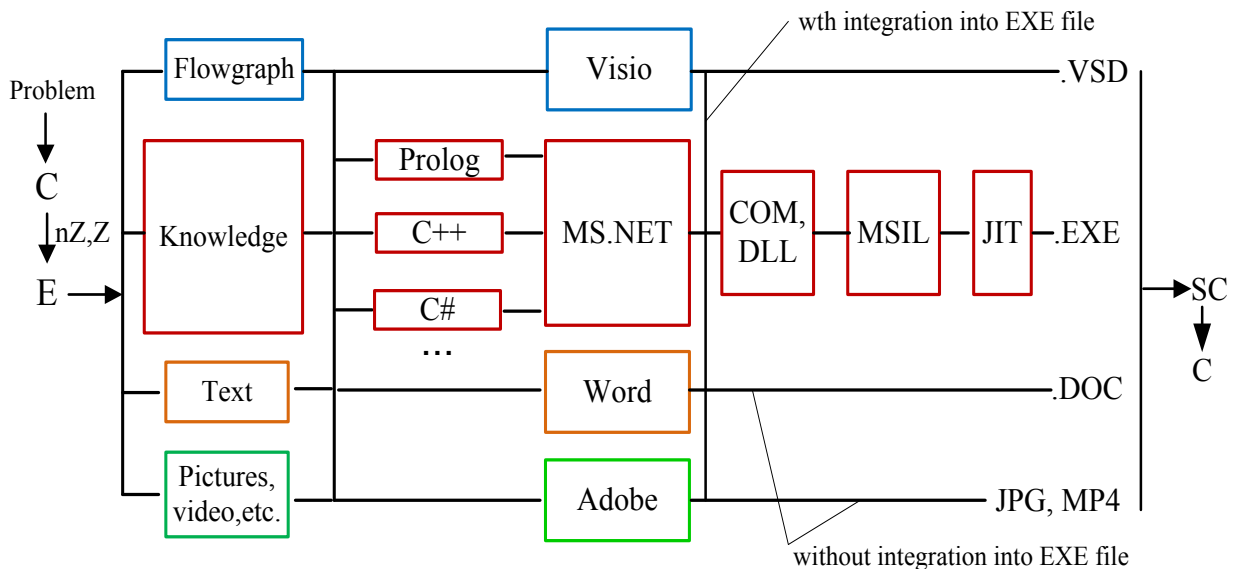 wth integration into EXE file
Flowgraph
Visio
.VSD
Problem
C
nZ,Z
E
Knowledge
Prolog
C++
C#
...
MS.NET
COM,
DLL
MSIL
JIT
.EXE
SC
C
Text
Word
.DOC
Pictures,
video,etc.
Adobe
JPG, MP4
without integration into EXE file